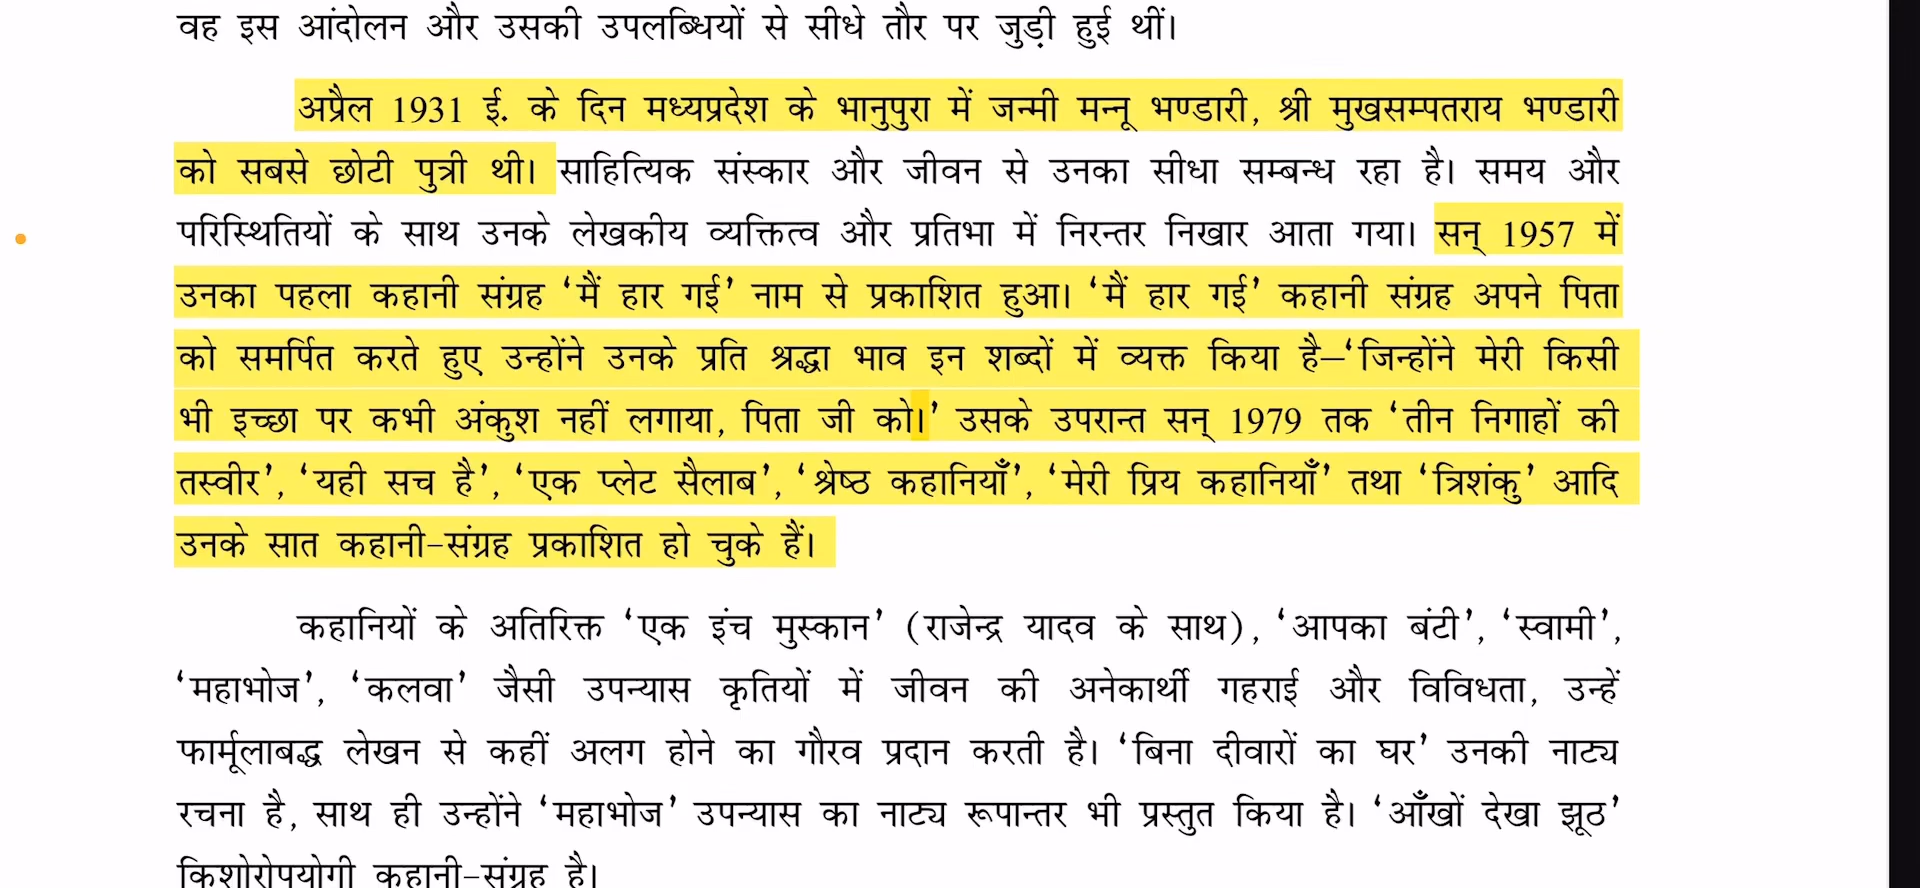 वह इस आंदोलन और उसकी उपलब्धियों से सीधे तौर पर जुड़ी हुई थीं।
अप्रैल 1931 ई. के दिन मध्यप्रदेश के भानुपुरा में जन्मी मन्नू भण्डारी, श्री मुखसम्पतराय भण्डारी
को सबसे छोटी पुत्री थी। साहित्यिक संस्कार और जीवन से उनका सीधा सम्बन्ध रहा है। समय और
परिस्थितियों के साथ उनके लेखकीय व्यक्तित्व और प्रतिभा में निरन्तर निखार आता गया। सन् 1957 में
उनका पहला कहानी संग्रह ‘मैं हार गई’ नाम से प्रकाशित हुआ। ‘मैं हार गई’ कहानी संग्रह अपने पिता
को समर्पित करते हुए उन्होंने उनके प्रति श्रद्धा भाव इन शब्दों में व्यक्त किया है–‘जिन्होंने मेरी किसी
भी इच्छा पर कभी अंकुश नहीं लगाया, पिता जी को।’ उसके उपरान्त सन् 1979 तक ‘तीन निगाहों की
तस्वीर’, ‘यही सच है’, ‘एक प्लेट सैलाब’, ‘श्रेष्ठ कहानियाँ’, ‘मेरी प्रिय कहानियाँ’ तथा ‘त्रिशंकु’ आदि
उनके सात कहानी-संग्रह प्रकाशित हो चुके हैं।
कहानियों के अतिरिक्त ‘एक इंच मुस्कान’ (राजेन्द्र यादव के साथ), ‘आपका बंटी’, ‘स्वामी’,
‘महाभोज’, ‘कलवा’ जैसी उपन्यास कृतियों में जीवन की अनेकार्थी गहराई और विविधता, उन्हें
फार्मूलाबद्ध लेखन से कहीं अलग होने का गौरव प्रदान करती है। ‘बिना दीवारों का घर’ उनकी नाट्य
रचना है, साथ ही उन्होंने ‘महाभोज’ उपन्यास का नाट्य रूपान्तर भी प्रस्तुत किया है। ‘आँखों देखा झूठ’
किशोरोपयोगी कहानी-संग्रह है।